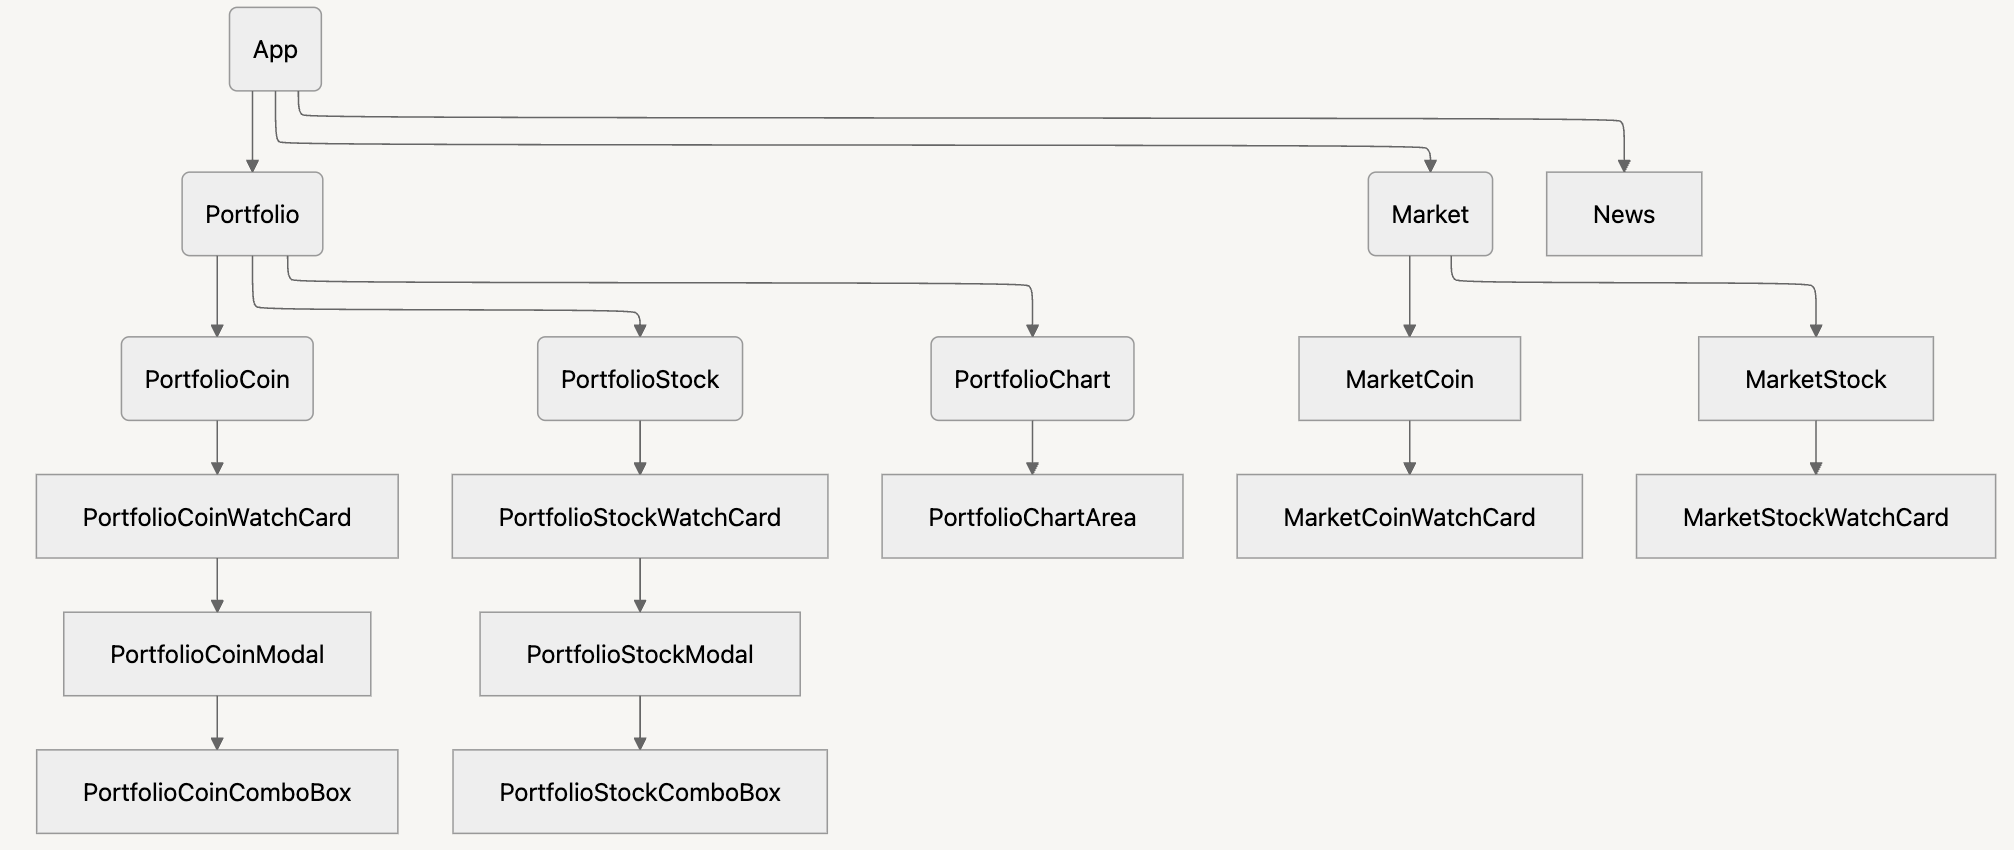 App
Portfolio
Market
News
PortfolioCoin
PortfolioStock
PortfolioChart
MarketCoin
MarketStock
PortfolioCoinWatchCard
PortfolioStockWatchCard
PortfolioChartArea
MarketCoinWatchCard
MarketStockWatchCard
PortfolioCoinModal
PortfolioStockModal
PortfolioCoinComboBox
PortfolioStockComboBox